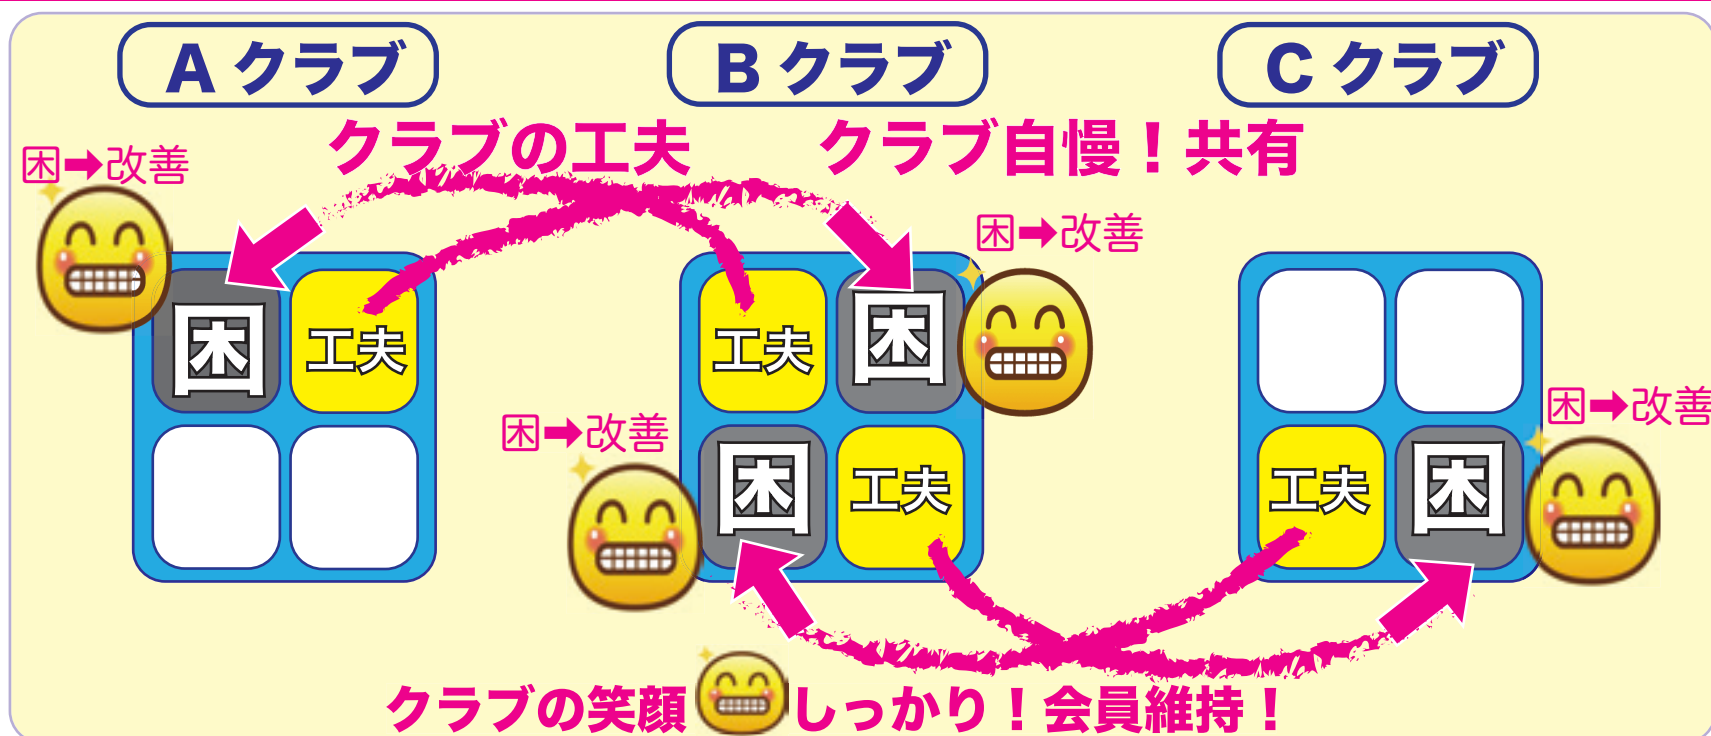 A クラブ
B クラブ
C クラブ
クラブの工夫
クラブ自慢！共有
困➡改善
困➡改善
困
工夫
工夫
困
困➡改善
困➡改善
困
工夫
工夫
困
クラブの笑顔
しっかり！会員維持！